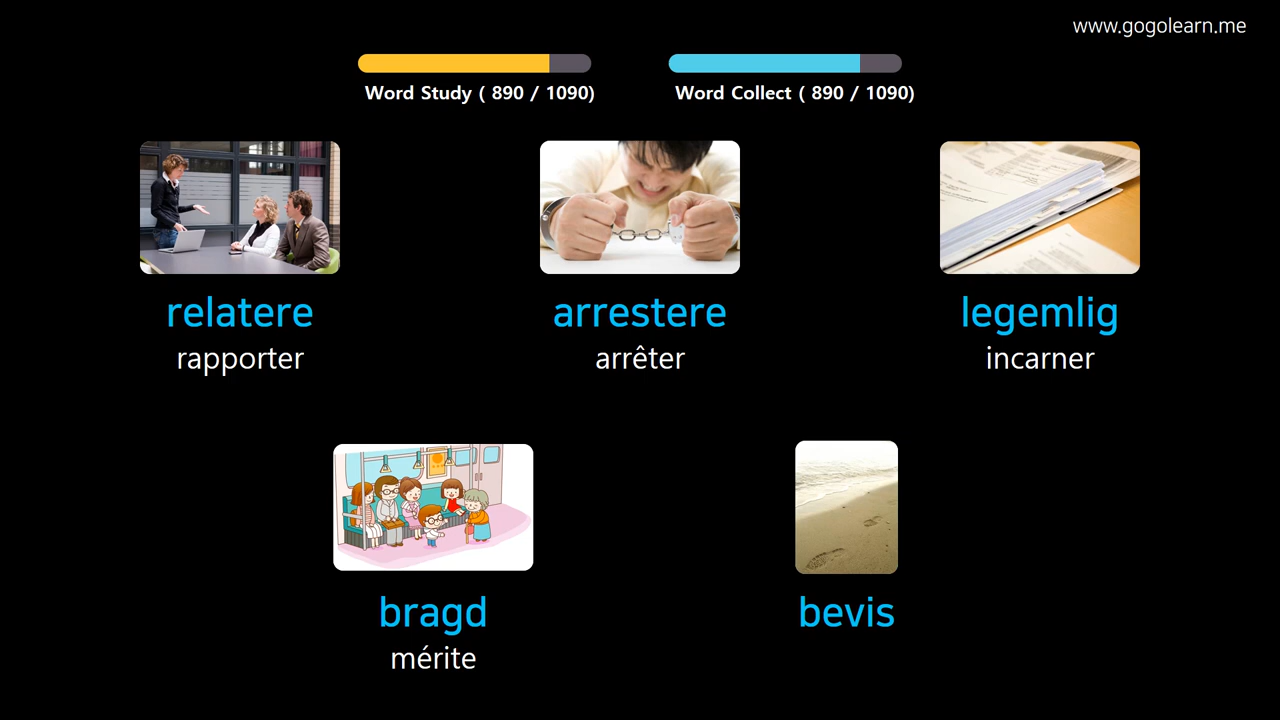 www.gogolearn.me
Word Study ( 890 / 1090)
Word Collect ( 890 / 1090)
relatere
rapporter
arrestere
arrêter
legemlig
incarner
bragd
mérite
bevis